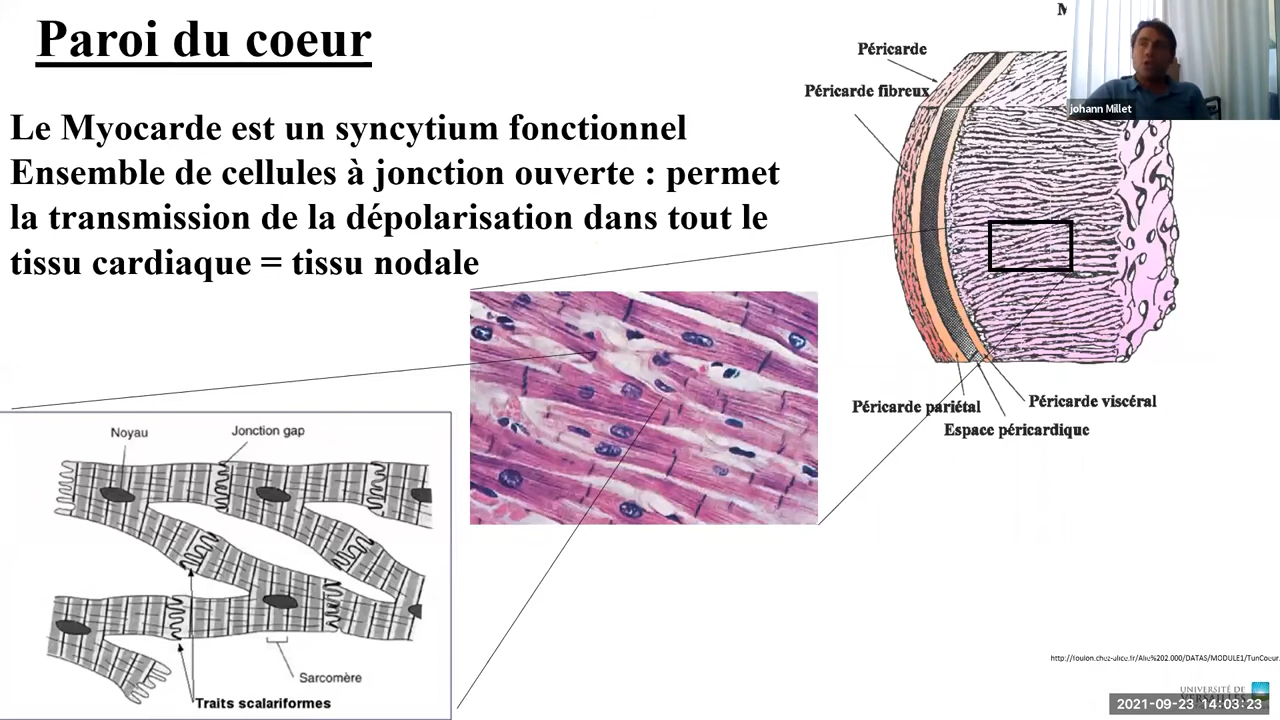 Paroi du coeur
Le Myocarde est un syncytium fonctionnel
Ensemble de cellules à jonction ouverte : permet
la transmission de la dépolarisation dans tout le
tissu cardiaque = tissu nodale
M
Péricarde
Péricarde fibreux
johann Millet
Péricarde pariétal
Péricarde viscéral
Espace péricardique
Noyau
Jonction gap
Sarcomère
Traits scalariformes
UNIVERSITÉ DE
VERSAILLES
2021-09-23 14:03:23